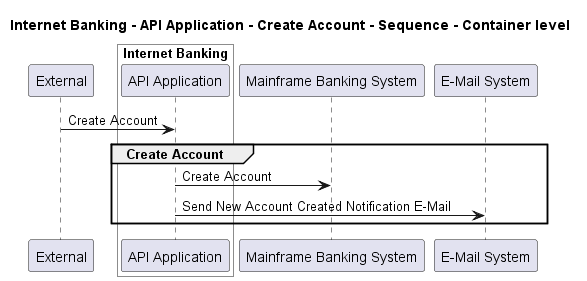 Internet Banking - API Application - Create Account - Sequence - Container level
Internet Banking
External
API Application
Mainframe Banking System
E-Mail System
Create Account
Create Account
Create Account
Send New Account Created Notification E-Mail
External
API Application
Mainframe Banking System
E-Mail System